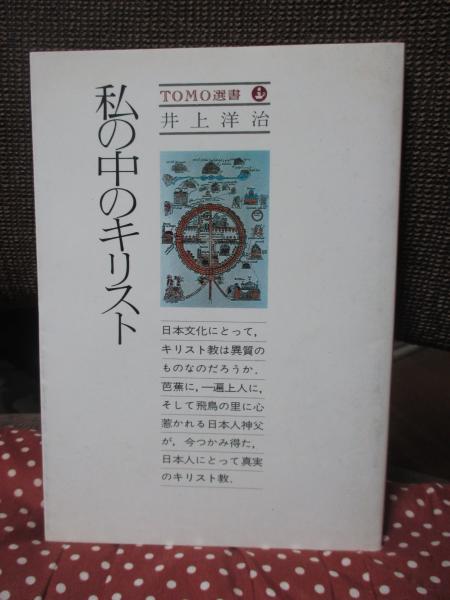 私の中のキリスト
TOMO選書
井上洋治
日本文化にとって,
キリスト教は異質の
ものなのだろうか.
芭蕉に,一遍上人に,
そして飛鳥の里に心
惹かれる日本人神父
が,今つかみ得た,
日本人にとって真実
のキリスト教.